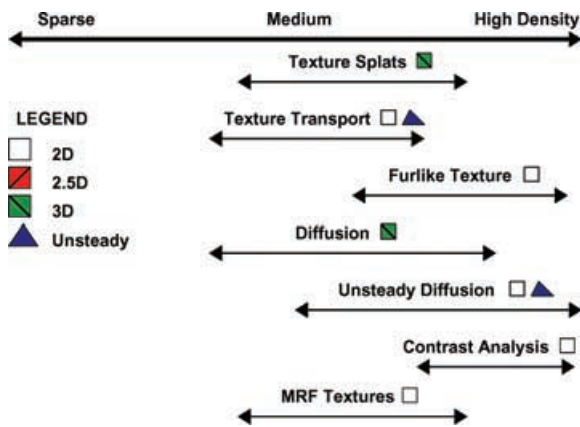 Sparse Medium High Density
Texture Splats
LEGEND
Texture Transport
2D
2.5D
3D
Unsteady
Furlike Texture
Diffusion
Unsteady Diffusion
Contrast Analysis
MRF Textures